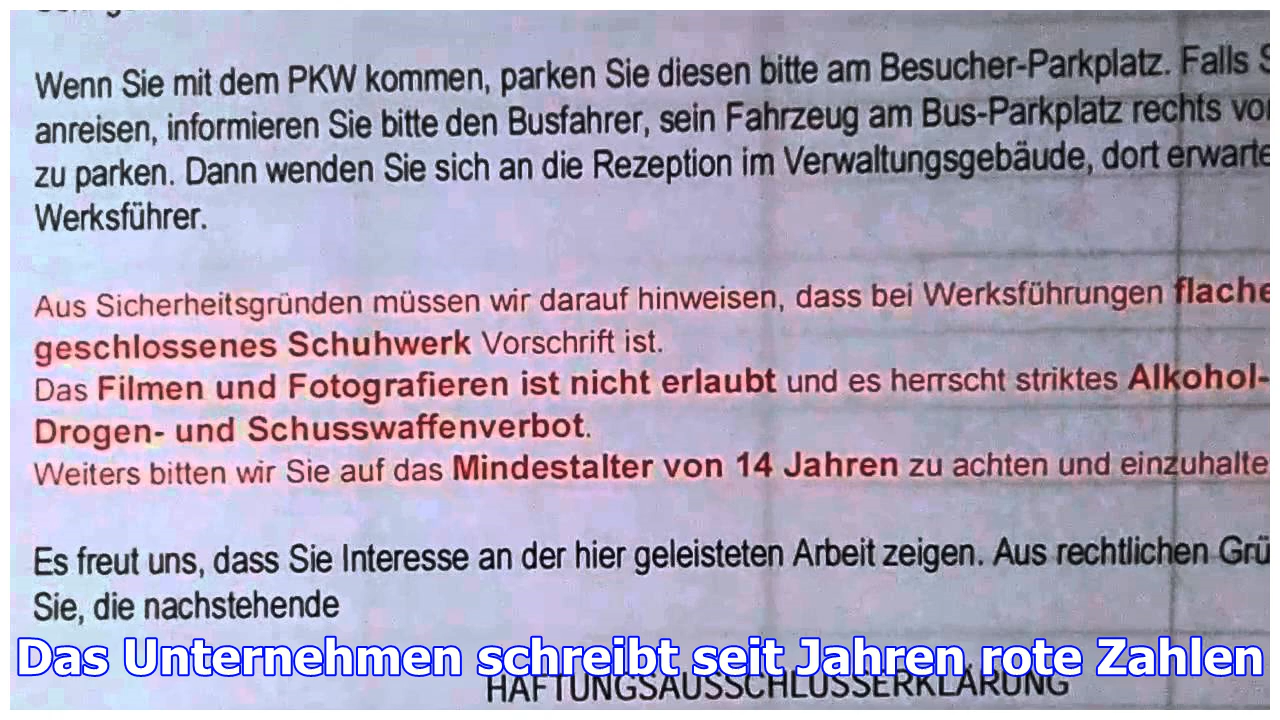 Wenn Sie mit dem PKW kommen, parken Sie diesen bitte am Besucher-Parkplatz. Falls S
anreisen, informieren Sie bitte den Busfahrer, sein Fahrzeug am Bus-Parkplatz rechts vor
zu parken. Dann wenden Sie sich an die Rezeption im Verwaltungsgebäude, dort erwarte
Werksführer.
Aus Sicherheitsgründen müssen wir darauf hinweisen, dass bei Werksführungen flache
geschlossenes Schuhwerk Vorschrift ist.
Das Filmen und Fotografieren ist nicht erlaubt und es herrscht striktes Alkohol-
Drogen- und Schusswaffenverbot.
Weiters bitten wir Sie auf das Mindestalter von 14 Jahren zu achten und einzuhalte
Es freut uns, dass Sie Interesse an der hier geleisteten Arbeit zeigen. Aus rechtlichen Grü
Sie, die nachstehende
Das Unternehmen schreibt seit Jahren rote Zahlen
HAFTUNGSAUSSCHLUSSERKLÄRUNG